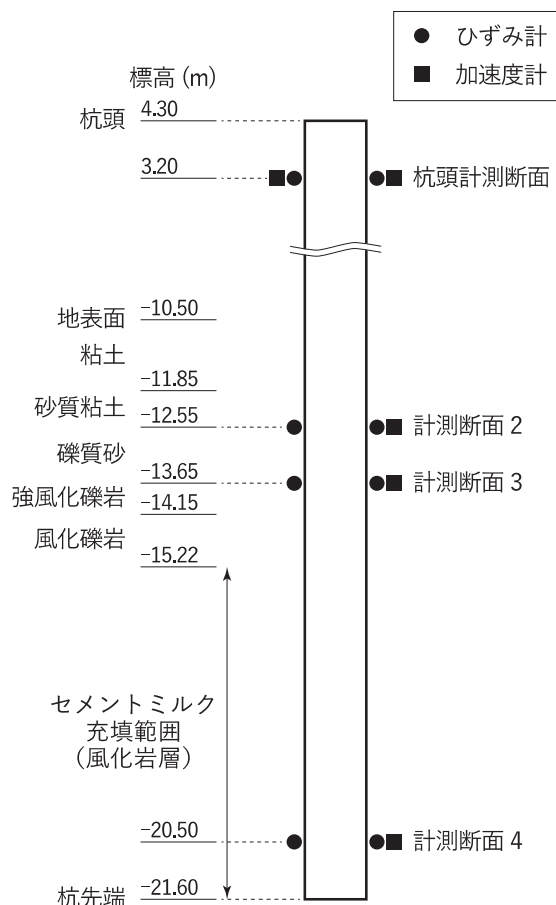 ひずみ計
加速度計
標高 (m)
杭頭
4.30
3.20
杭頭計測断面
地表面
-10.50
粘土
-11.85
砂質粘土
-12.55
計測断面 2
礫質砂
-13.65
計測断面 3
強風化礫岩
-14.15
風化礫岩
-15.22
セメントミルク
充填範囲
(風化岩層)
-20.50
計測断面 4
杭先端
-21.60